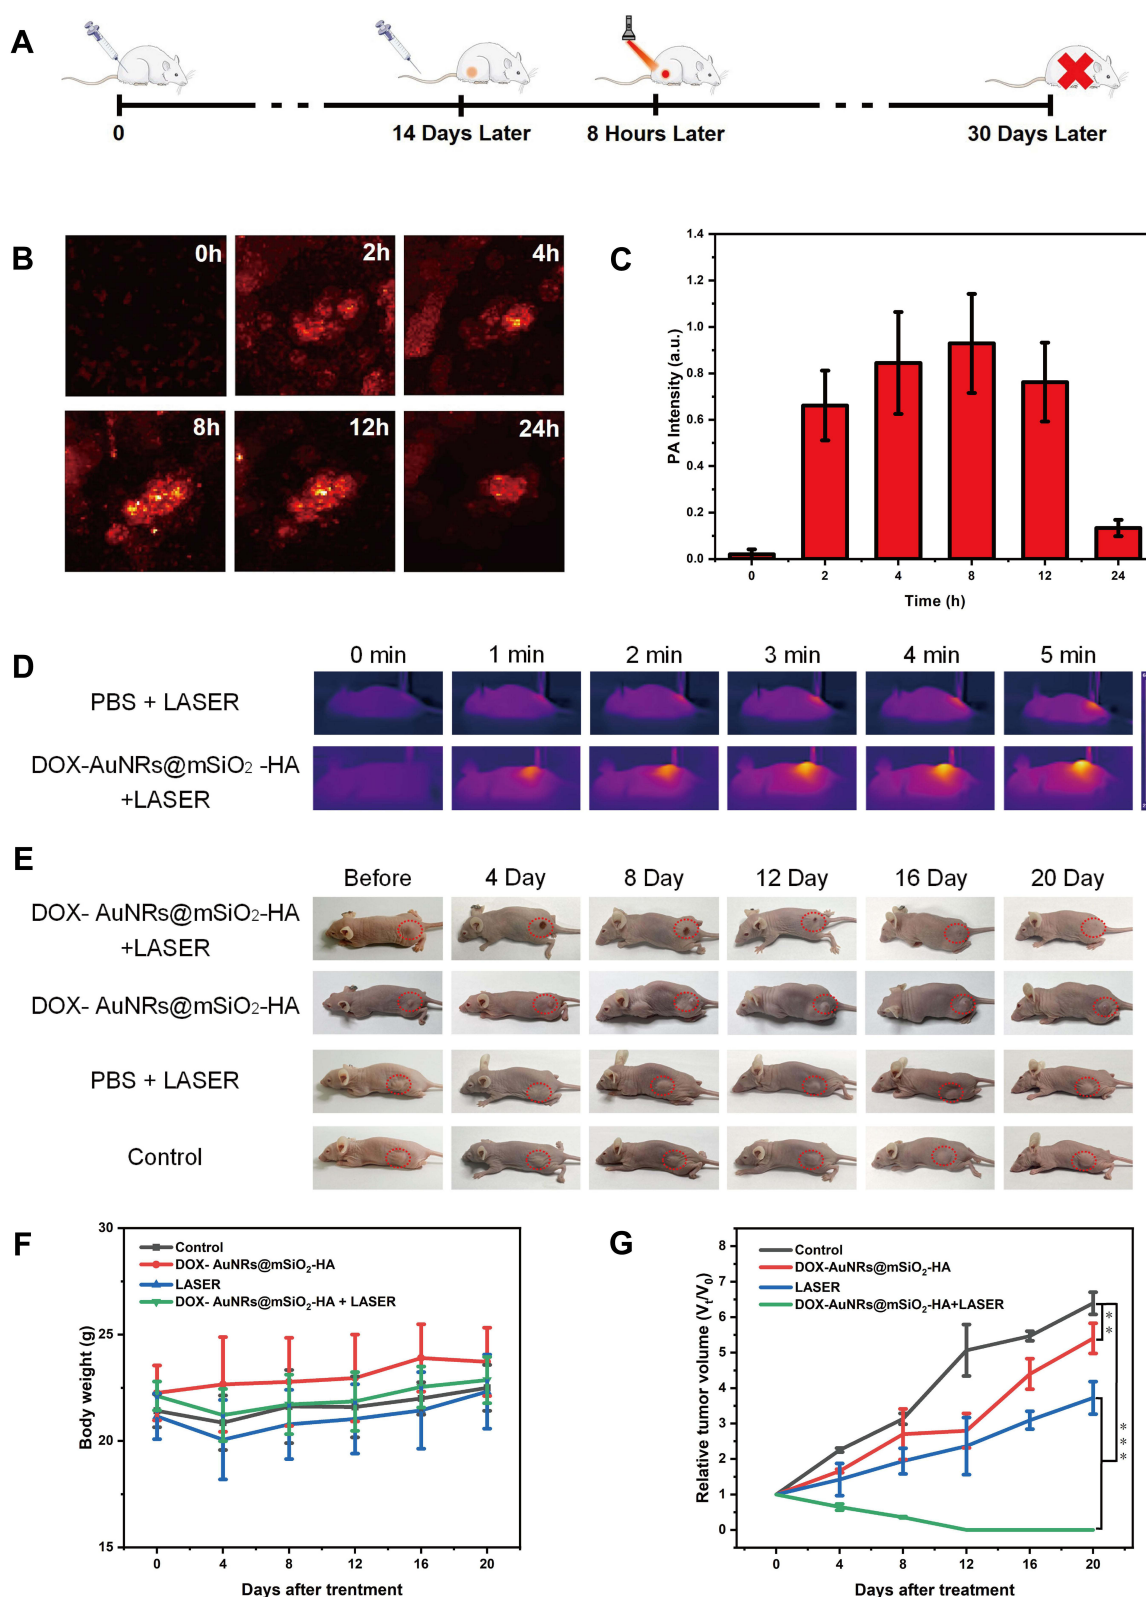 A
0
14 Days Later
8 Hours Later
30 Days Later
B
0h
2h
4h
8h
12h
24h
C
1.4
1.2
1.0
0.8
0.6
0.4
0.2
0.0
PA Intensity (a.u.)
0 2 4 8 12 24
Time (h)
D
0 min 1 min 2 min 3 min 4 min 5 min
PBS + LASER
DOX-AuNRs@mSiO2 -HA
+LASER
E
Before 4 Day 8 Day 12 Day 16 Day 20 Day
DOX- AuNRs@mSiO2-HA
+LASER
DOX- AuNRs@mSiO2-HA
PBS + LASER
Control
F
30
25
20
15
Body weight (g)
Control
DOX- AuNRs@mSiO2-HA
LASER
DOX- AuNRs@mSiO2-HA + LASER
0 4 8 12 16 20
Days after trentment
G
8
7
6
5
4
3
2
1
0
Relative tumor volume (Vt/V0)
Control
DOX-AuNRs@mSiO2-HA
LASER
DOX-AuNRs@mSiO2-HA+LASER
**
***
0 4 8 12 16 20
Days after treatment